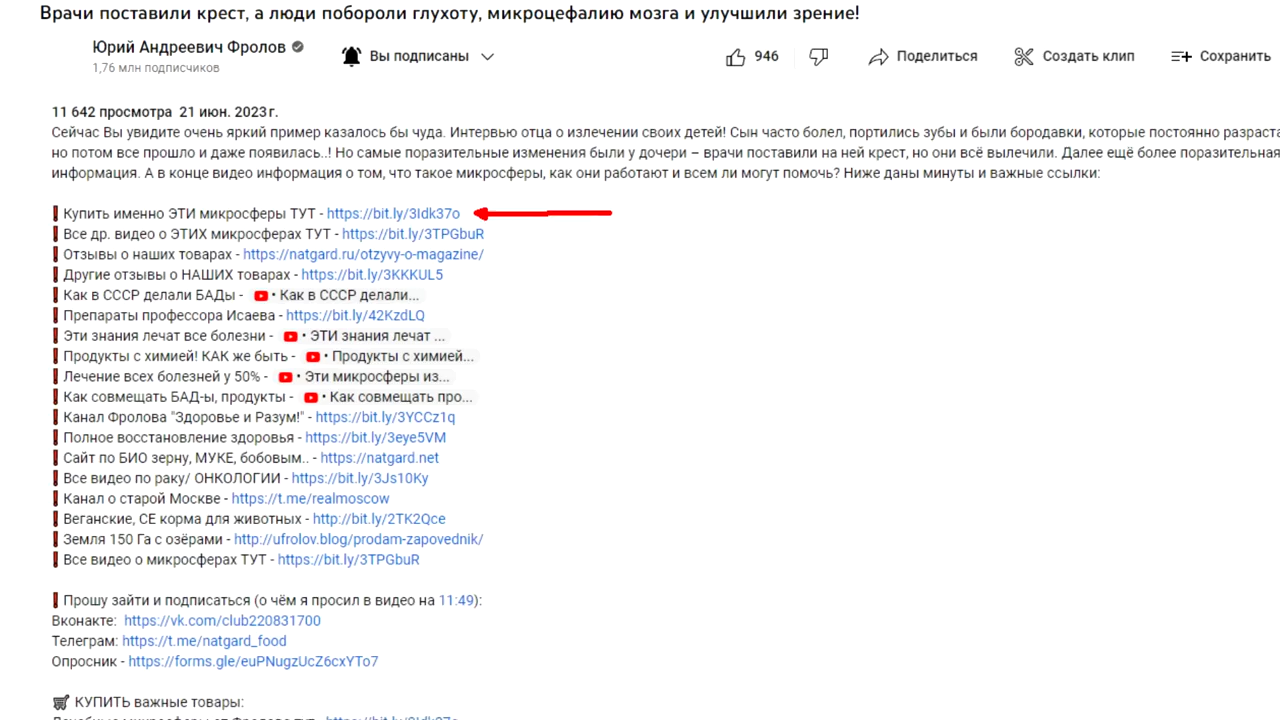 Врачи поставили крест, а люди побороли глухоту, микроцефалию мозга и улучшили зрение!
Юрий Андреевич Фролов
1,76 млн подписчиков
Вы подписаны
946
Поделиться
Создать клип
Сохранить
11 642 просмотра 21 июн. 2023 г.
Сейчас Вы увидите очень яркий пример казалось бы чуда. Интервью отца о излечении своих детей! Сын часто болел, портились зубы и были бородавки, которые постоянно разраста
но потом все прошло и даже появилась..! Но самые поразительные изменения были у дочери – врачи поставили на ней крест, но они всё вылечили. Далее ещё более поразительная
информация. А в конце видео информация о том, что такое микросферы, как они работают и всем ли могут помочь? Ниже даны минуты и важные ссылки:
❗Купить именно ЭТИ микросферы ТУТ - https://bit.ly/3Idk37o
❗Все др. видео о ЭТИХ микросферах ТУТ - https://bit.ly/3TPGbuR
❗Отзывы о наших товарах - https://natgard.ru/otzyvy-o-magazine/
❗Другие отзывы о НАШИХ товарах - https://bit.ly/3KKKUL5
❗Как в СССР делали БАДы - • Как в СССР делали...
❗Препараты профессора Исаева - https://bit.ly/42KzdLQ
❗Эти знания лечат все болезни - • ЭТИ знания лечат ...
❗Продукты с химией! КАК же быть - • Продукты с химией...
❗Лечение всех болезней у 50% - • Эти микросферы из...
❗Как совмещать БАД-ы, продукты - • Как совмещать про...
❗Канал Фролова "Здоровье и Разум!" - https://bit.ly/3YCCz1q
❗Полное восстановление здоровья - https://bit.ly/3eye5VM
❗Сайт по БИО зерну, МУКЕ, бобовым.. - https://natgard.net
❗Все видео по раку/ ОНКОЛОГИИ - https://bit.ly/3Js10Ky
❗Канал о старой Москве - https://t.me/realmoscow
❗Веганские, СЕ корма для животных - http://bit.ly/2TK2Qce
❗Земля 150 Га с озёрами - http://ufrolov.blog/prodam-zapovednik/
❗Все видео о микросферах ТУТ - https://bit.ly/3TPGbuR
❗Прошу зайти и подписаться (о чём я просил в видео на 11:49):
Вконакте: https://vk.com/club220831700
Телеграм: https://t.me/natgard_food
Опросник - https://forms.gle/euPNugzUcZ6cxYTo7
🛒 КУПИТЬ важные товары: